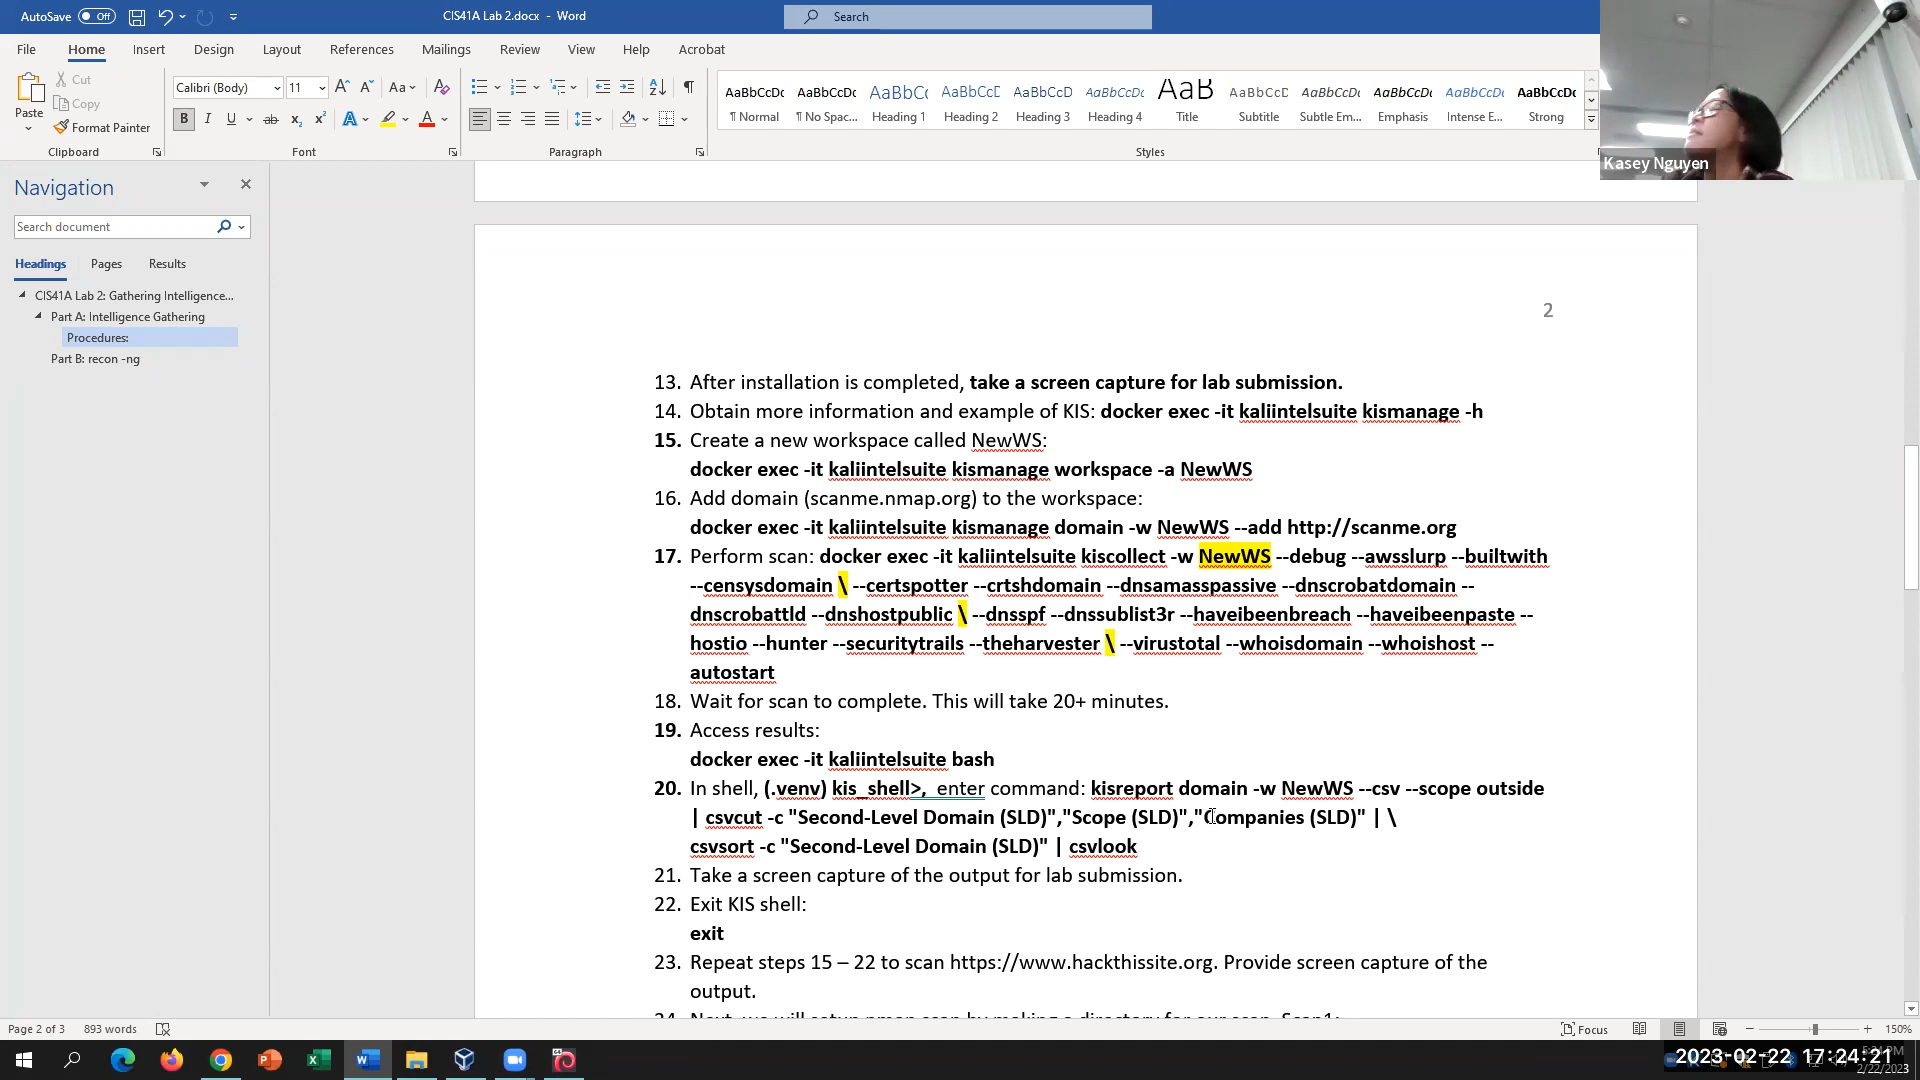 AutoSave Off CIS41A Lab 2.docx - Word Search
File Home Insert Design Layout References Mailings Review View Help Acrobat
Paste Cut Copy Format Painter
Calibri (Body) 11 Aa
AaBbCcDc AaBbCcDc AaBbC AaBbCcD AaBbCcD AaBbCcDc AaB AaBbCcD AaBbCcDc AaBbCcDc AaBbCcDc AaBbCcDc
¶ Normal ¶ No Spac... Heading 1 Heading 2 Heading 3 Heading 4 Title Subtitle Subtle Em... Emphasis Intense E... Strong
Clipboard Font Paragraph Styles
Kasey Nguyen
Navigation
Search document
Headings Pages Results
CIS41A Lab 2: Gathering Intelligence...
Part A: Intelligence Gathering
Procedures:
Part B: recon -ng
2
13. After installation is completed, take a screen capture for lab submission.
14. Obtain more information and example of KIS: docker exec -it kaliintelsuite kismanage -h
15. Create a new workspace called NewWS:
docker exec -it kaliintelsuite kismanage workspace -a NewWS
16. Add domain (scanme.nmap.org) to the workspace:
docker exec -it kaliintelsuite kismanage domain -w NewWS --add http://scanme.org
17. Perform scan: docker exec -it kaliintelsuite kiscollect -w NewWS --debug --awsslurp --builtwith
--censysdomain \ --certspotter --crtshdomain --dnsamasspassive --dnscrobatdomain --
dnscrobattld --dnshostpublic \ --dnsspf --dnssublist3r --haveibeenbreach --haveibeenpaste --
hostio --hunter --securitytrails --theharvester \ --virustotal --whoisdomain --whoishost --
autostart
18. Wait for scan to complete. This will take 20+ minutes.
19. Access results:
docker exec -it kaliintelsuite bash
20. In shell, (.venv) kis_shell>, enter command: kisreport domain -w NewWS --csv --scope outside
| csvcut -c "Second-Level Domain (SLD)","Scope (SLD)","Companies (SLD)" | \
csvsort -c "Second-Level Domain (SLD)" | csvlook
21. Take a screen capture of the output for lab submission.
22. Exit KIS shell:
exit
23. Repeat steps 15 – 22 to scan https://www.hackthissite.org. Provide screen capture of the
output.
24. Next, we will setup nmap scan by making a directory for our scan, Scan1:
Page 2 of 3 893 words Focus 150%
2023-02-22 17:24:21
2/22/2023